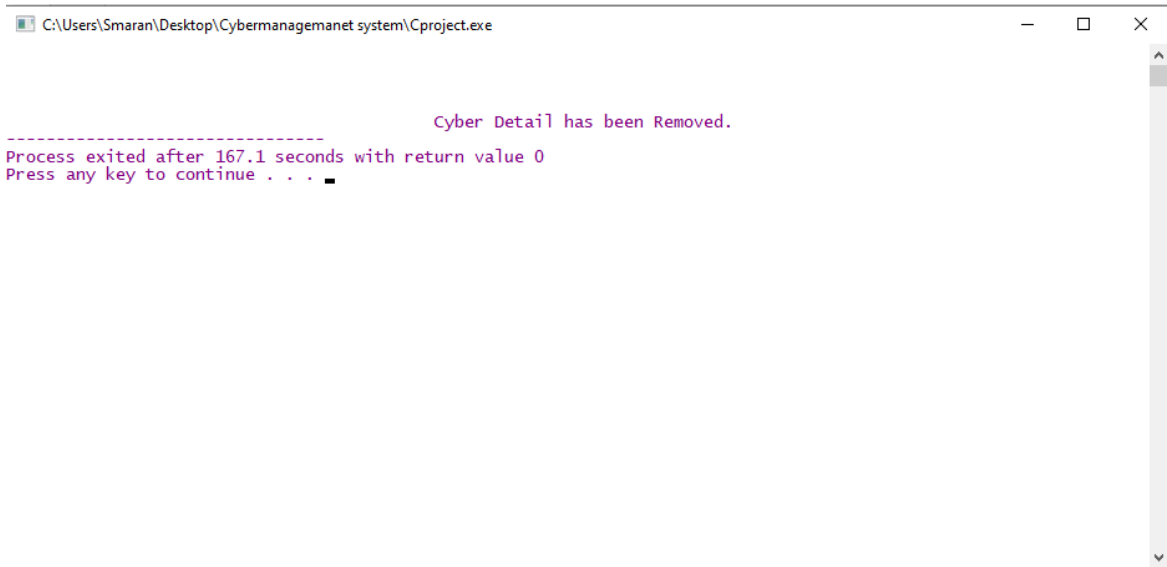 C:\Users\Smaran\Desktop\Cybermanagemanet system\Cproject.exe
Cyber Detail has been Removed.
--------------------------------
Process exited after 167.1 seconds with return value 0
Press any key to continue . . .